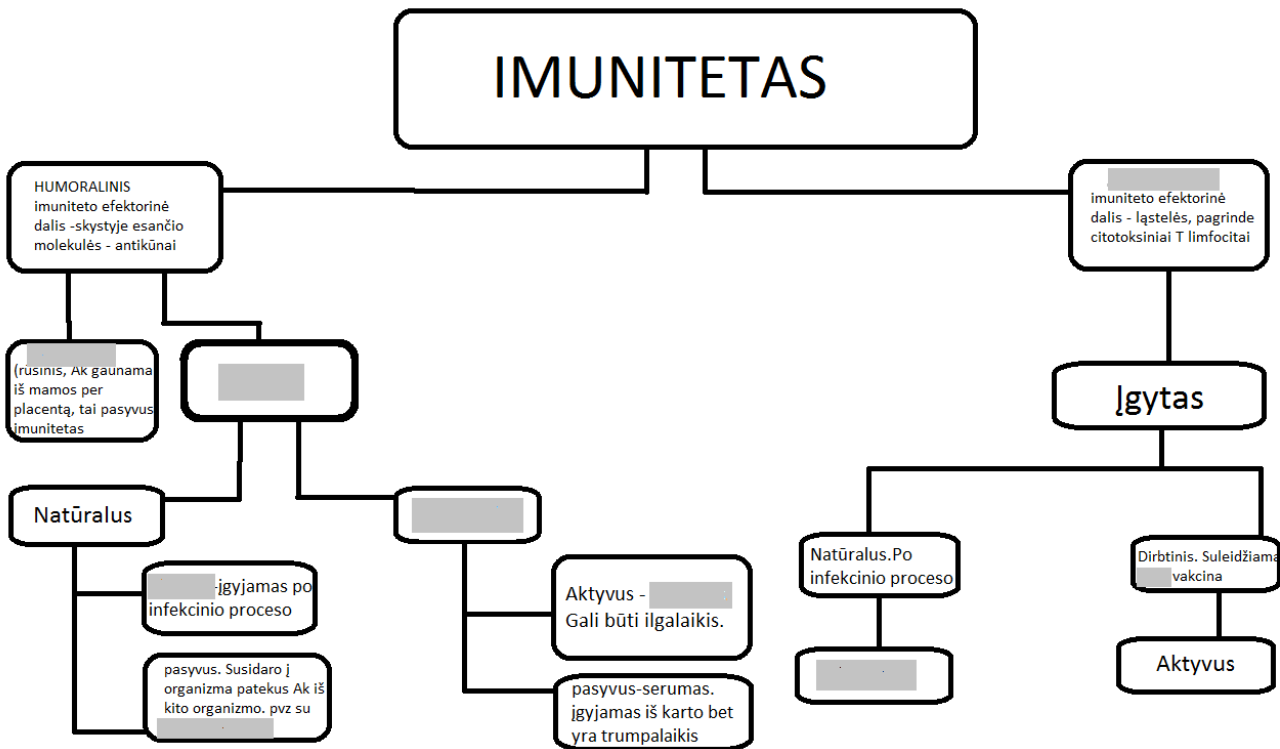 IMUNITETAS
HUMORALINIS
imuniteto efektorinė
dalis -skystyje esančio
molekulės - antikūnai
imuniteto efektorinė
dalis - ląstelės, pagrinde
citotoksiniai T limfocitai
(rūsinis, Ak gaunama
iš mamos per
placentą, tai pasyvus
imunitetas
Įgytas
Natūralus
-įgyjamas po
infekcinio proceso
pasyvus. Susidaro į
organizma patekus Ak iš
kito organizmo. pvz su
Aktyvus -
Gali būti ilgalaikis.
pasyvus-serumas.
įgyjamas iš karto bet
yra trumpalaikis
Natūralus.Po
infekcinio proceso
Dirbtinis. Suleidžiama
vakcina
Aktyvus